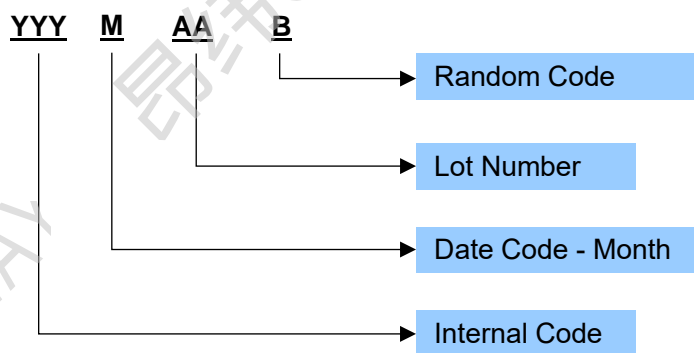 YYY M AA B
Random Code
Lot Number
Date Code - Month
Internal Code